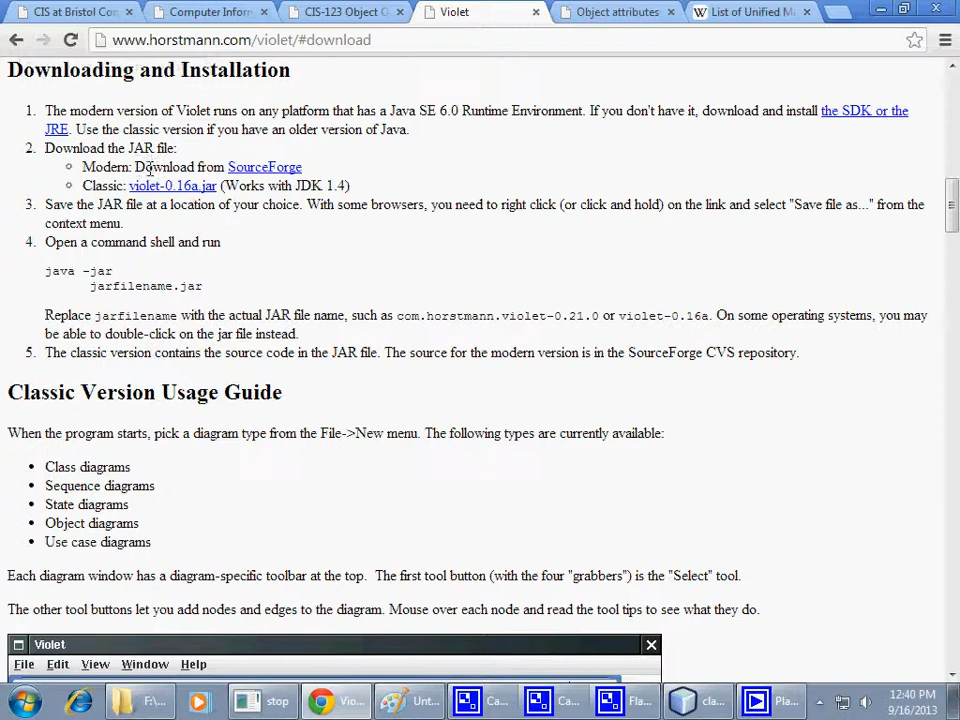 CIS at Bristol Co
Computer Infor
CIS-123 Object O
Violet
Object attributes
List of Unified M
www.horstmann.com/violet/#download
Downloading and Installation
1. The modern version of Violet runs on any platform that has a Java SE 6.0 Runtime Environment. If you don't have it, download and install the SDK or the
JRE. Use the classic version if you have an older version of Java.
2. Download the JAR file:
Modern: Download from SourceForge
Classic: violet-0.16a.jar (Works with JDK 1.4)
3. Save the JAR file at a location of your choice. With some browsers, you need to right click (or click and hold) on the link and select "Save file as..." from the
context menu.
4. Open a command shell and run
java -jar
jarfilename.jar
Replace jarfilename with the actual JAR file name, such as com.horstmann.violet-0.21.0 or violet-0.16a. On some operating systems, you may
be able to double-click on the jar file instead.
5. The classic version contains the source code in the JAR file. The source for the modern version is in the SourceForge CVS repository.
Classic Version Usage Guide
When the program starts, pick a diagram type from the File->New menu. The following types are currently available:
• Class diagrams
• Sequence diagrams
• State diagrams
• Object diagrams
• Use case diagrams
Each diagram window has a diagram-specific toolbar at the top. The first tool button (with the four "grabbers") is the "Select" tool.
The other tool buttons let you add nodes and edges to the diagram. Mouse over each node and read the tool tips to see what they do.
Violet
File Edit View Window Help
F:\... stop Vio... Unt... Ca... Ca... Fla... cla... Pla... 12:40 PM
9/16/2013